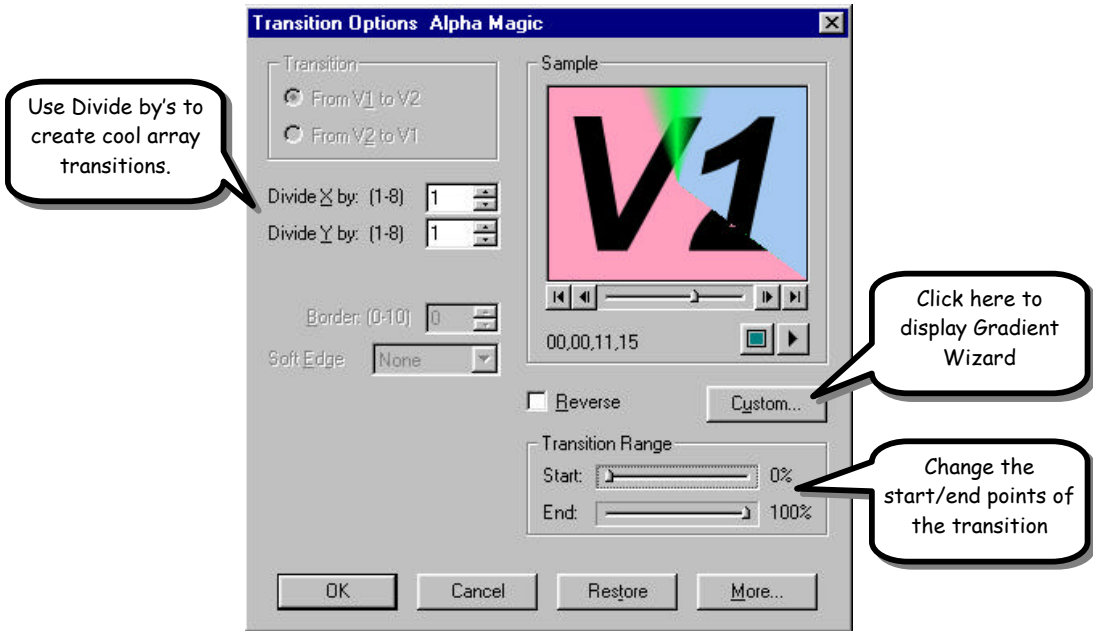 Transition Options Alpha Magic
Use Divide by's to
create cool array
transitions.
Transition
From V1 to V2
From V2 to V1
Divide X by: (1-8) 1
Divide Y by: (1-8) 1
Border: (0-10) 0
Soft Edge None
Sample
V1
00,00,11,15
Reverse
Custom...
Click here to
display Gradient
Wizard
Transition Range
Start: 0%
End: 100%
Change the
start/end points of
the transition
OK Cancel Restore More...